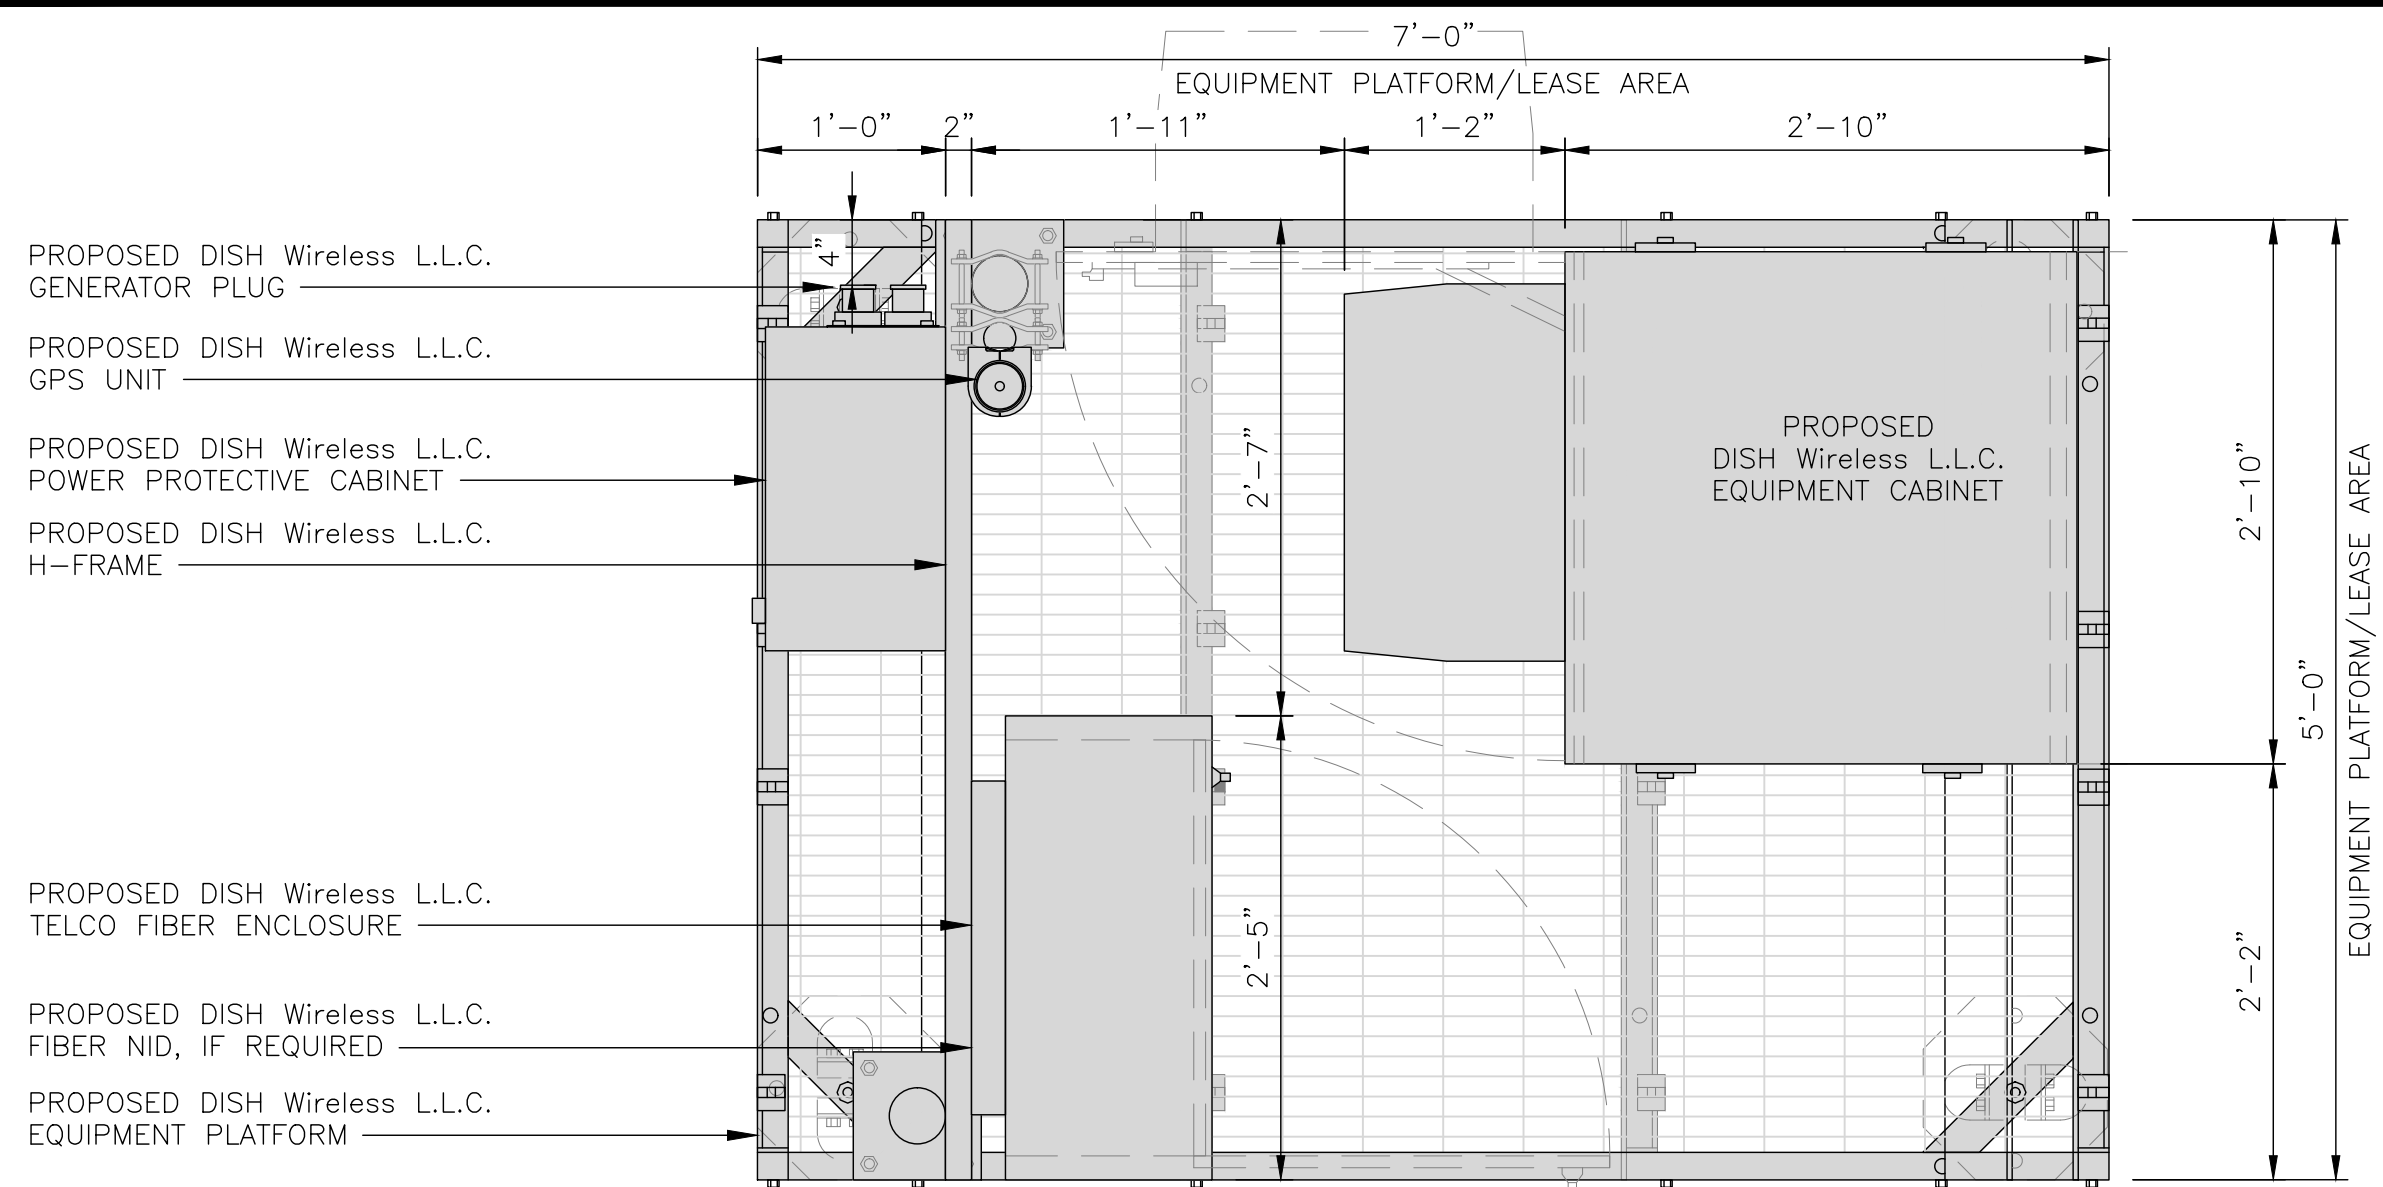 7'-0"
EQUIPMENT PLATFORM/LEASE AREA
1'-0" 2" 1'-11" 1'-2" 2'-10"
4"
PROPOSED DISH Wireless L.L.C.
GENERATOR PLUG
PROPOSED DISH Wireless L.L.C.
GPS UNIT
PROPOSED DISH Wireless L.L.C.
POWER PROTECTIVE CABINET
PROPOSED DISH Wireless L.L.C.
H-FRAME
PROPOSED DISH Wireless L.L.C.
TELCO FIBER ENCLOSURE
PROPOSED DISH Wireless L.L.C.
FIBER NID, IF REQUIRED
PROPOSED DISH Wireless L.L.C.
EQUIPMENT PLATFORM
2'-7"
2'-5"
PROPOSED
DISH Wireless L.L.C.
EQUIPMENT CABINET
2'-10"
2'-2"
5'-0"
EQUIPMENT PLATFORM/LEASE AREA